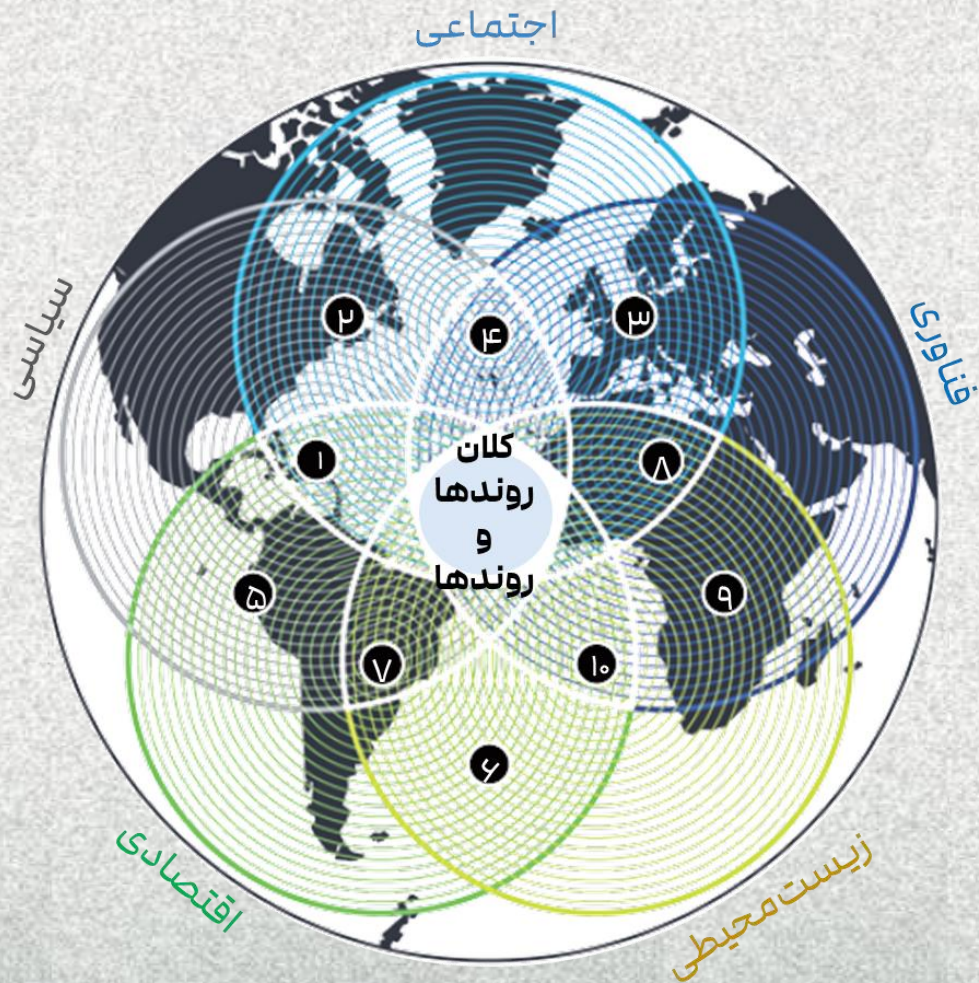 اجتماعی
سیاسی
فناوری
۲
۳
۴
۱
۸
کلان
روندها
و
روندها
۵
۹
۷
۱۰
۶
اقتصادی
زیست‌محیطی